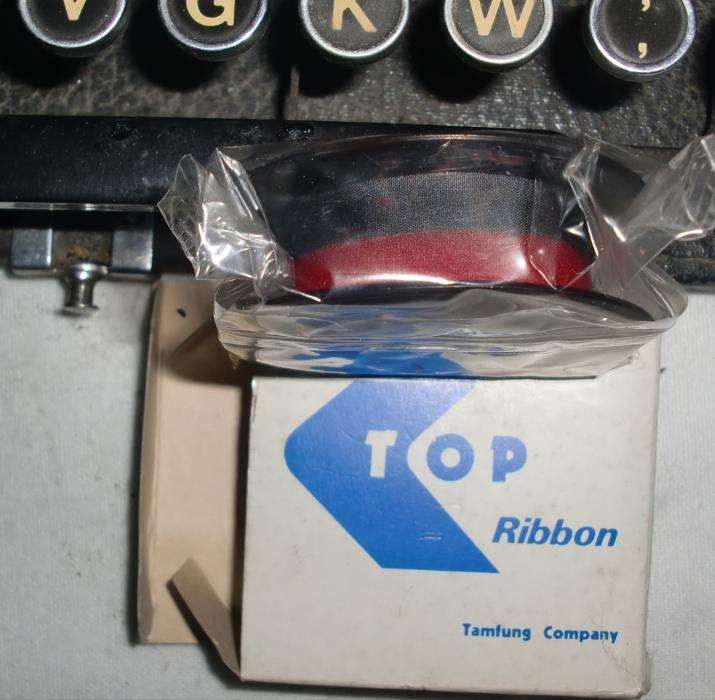 V G K W ; ,
TOP
Ribbon
Tamfung Company